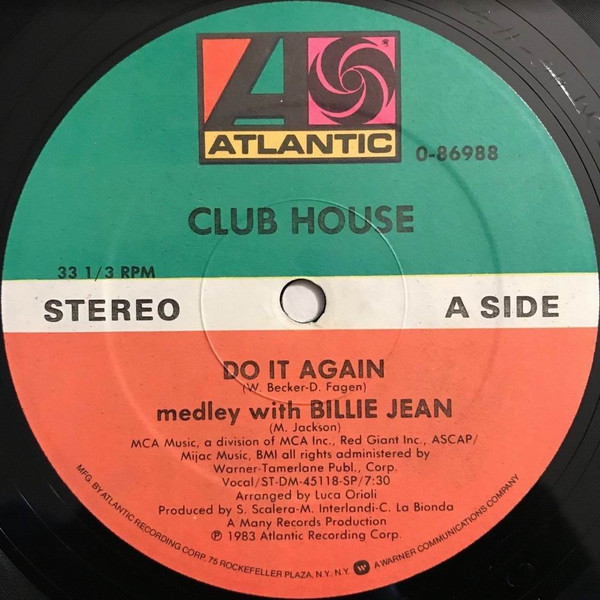 ATLANTIC
0-86988
CLUB HOUSE
33 1/3 RPM
STEREO
A SIDE
DO IT AGAIN
(W. Becker-D. Fagen)
medley with BILLIE JEAN
(M. Jackson)
MCA Music, a division of MCA Inc., Red Giant Inc., ASCAP/
Mijac Music, BMI all rights administered by
Warner-Tamerlane Publ., Corp.
Vocal/ST-DM-45118-SP/7:30
Arranged by Luca Orioli
Produced by S. Scalera-M. Interlandi-C. La Bionda
A Many Records Production
℗ 1983 Atlantic Recording Corp.
MFG. BY ATLANTIC RECORDING CORP. 75 ROCKEFELLER PLAZA, N.Y. N.Y. A WARNER COMMUNICATIONS COMPANY